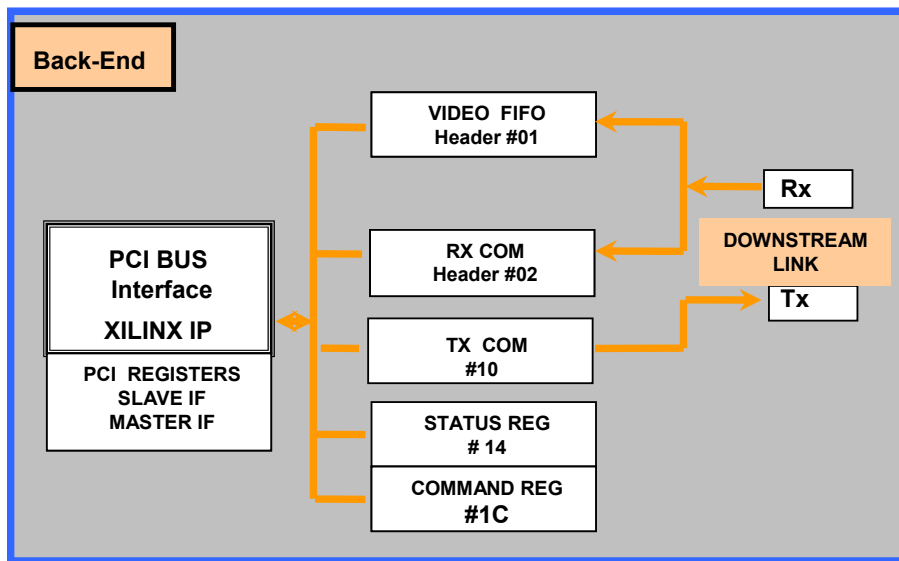 Back-End
VIDEO FIFO
Header #01
Rx
RX COM
Header #02
DOWNSTREAM
LINK
PCI BUS
Interface
XILINX IP
Tx
TX COM
#10
PCI REGISTERS
SLAVE IF
MASTER IF
STATUS REG
# 14
COMMAND REG
#1C